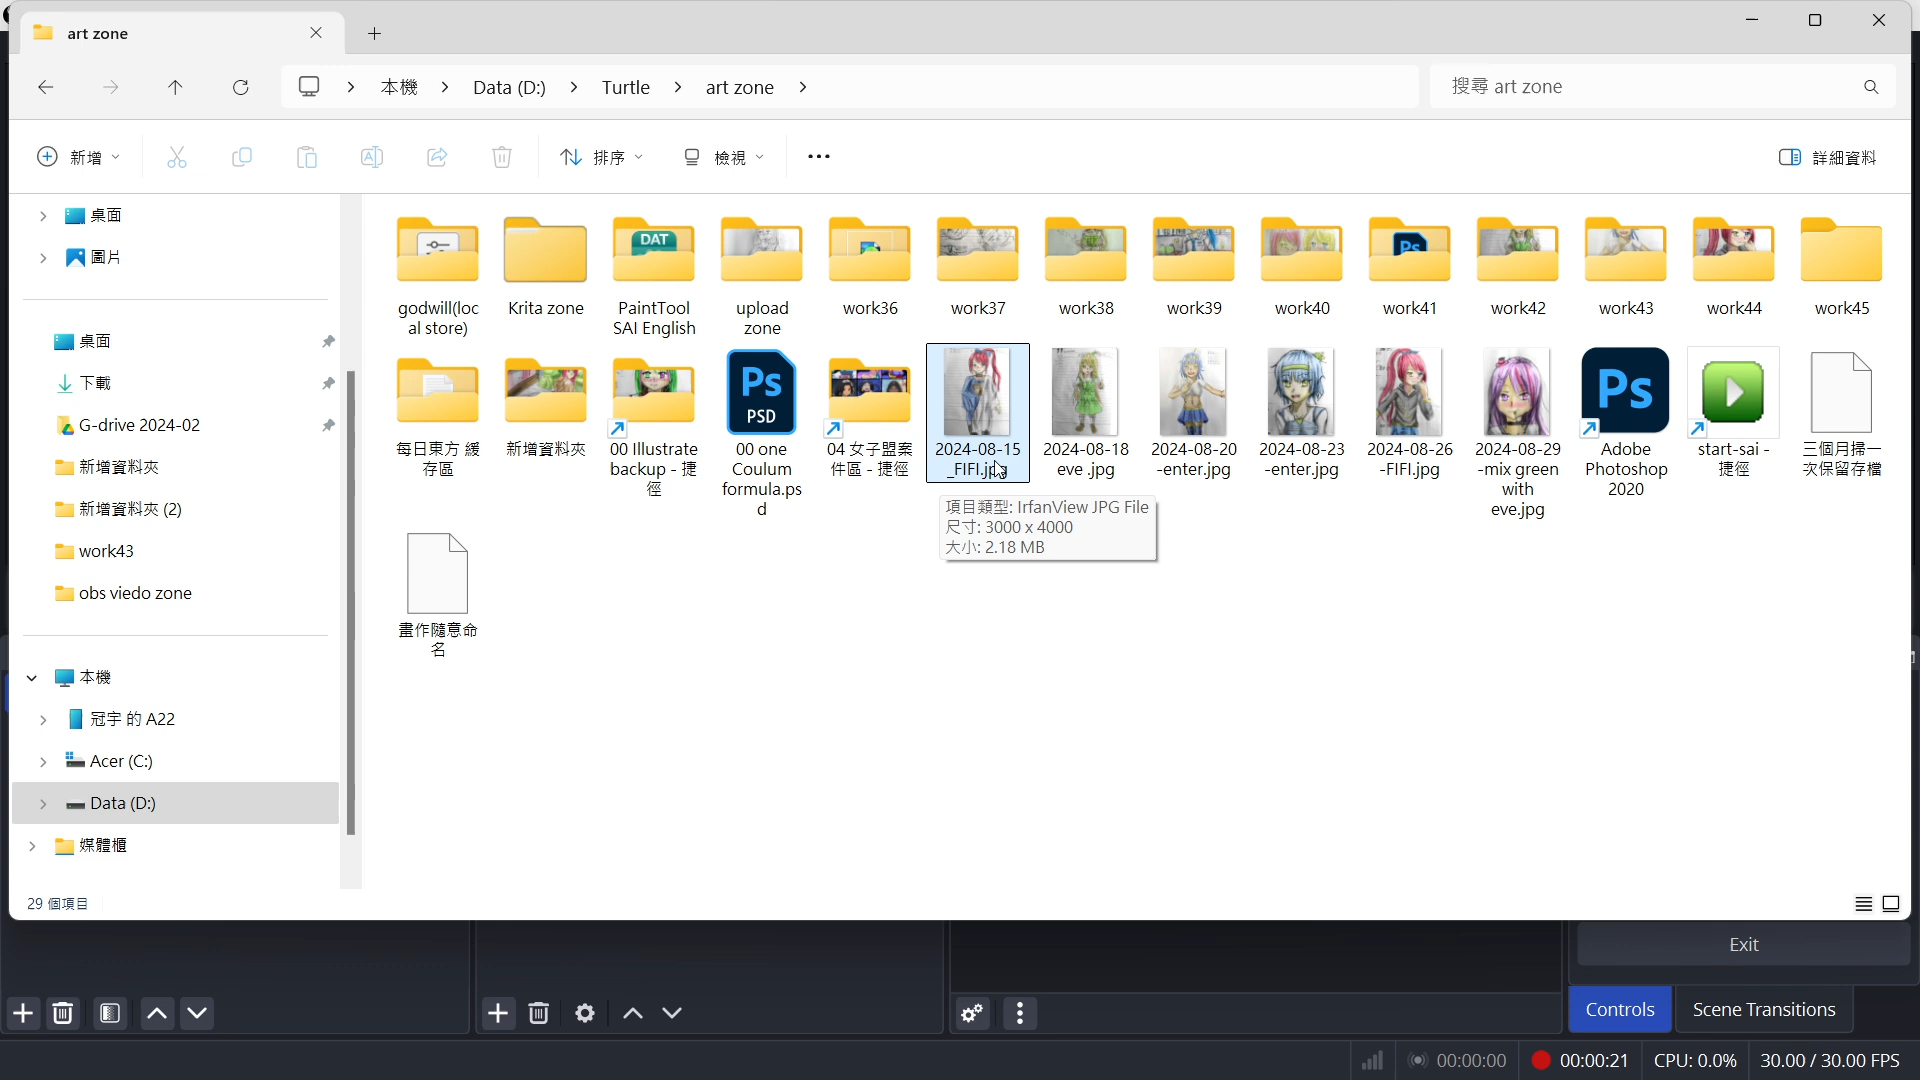 art zone
本機
Data (D:)
Turtle
art zone
搜尋 art zone
新增
排序
檢視
詳細資料
桌面
圖片
桌面
下載
G-drive 2024-02
新增資料夾
新增資料夾 (2)
work43
obs viedo zone
本機
冠宇 的 A22
Acer (C:)
Data (D:)
媒體櫃
29 個項目
godwill(loc
al store)
Krita zone
DAT
PaintTool
SAI English
upload
zone
work36
work37
work38
work39
work40
Ps
work41
work42
work43
work44
work45
每日東方 緩
存區
新增資料夾
00 Illustrate
backup - 捷
徑
Ps
PSD
00 one
Coulum
formula.ps
d
04 女子盟案
件區 - 捷徑
2024-08-15
_FIFI.jpg
2024-08-18
eve .jpg
2024-08-20
-enter.jpg
2024-08-23
-enter.jpg
2024-08-26
-FIFI.jpg
2024-08-29
-mix green
with
eve.jpg
Ps
Adobe
Photoshop
2020
start-sai -
捷徑
三個月掃一
次保留存檔
項目類型: IrfanView JPG File
尺寸: 3000 x 4000
大小: 2.18 MB
畫作隨意命
名
Exit
Controls
Scene Transitions
00:00:00
00:00:21
CPU: 0.0%
30.00 / 30.00 FPS